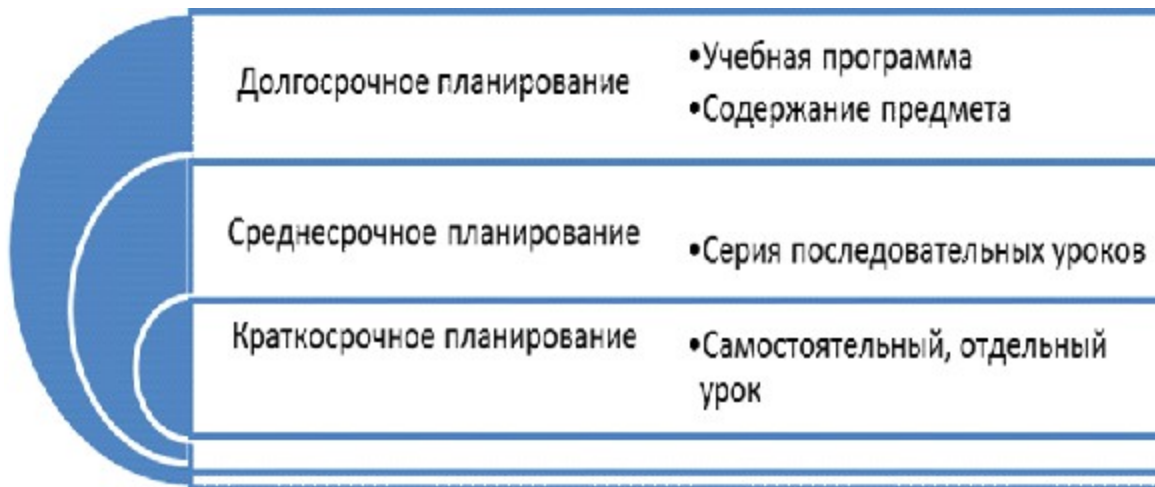 Долгосрочное планирование
•Учебная программа
•Содержание предмета
Среднесрочное планирование
•Серия последовательных уроков
Краткосрочное планирование
•Самостоятельный, отдельный
урок